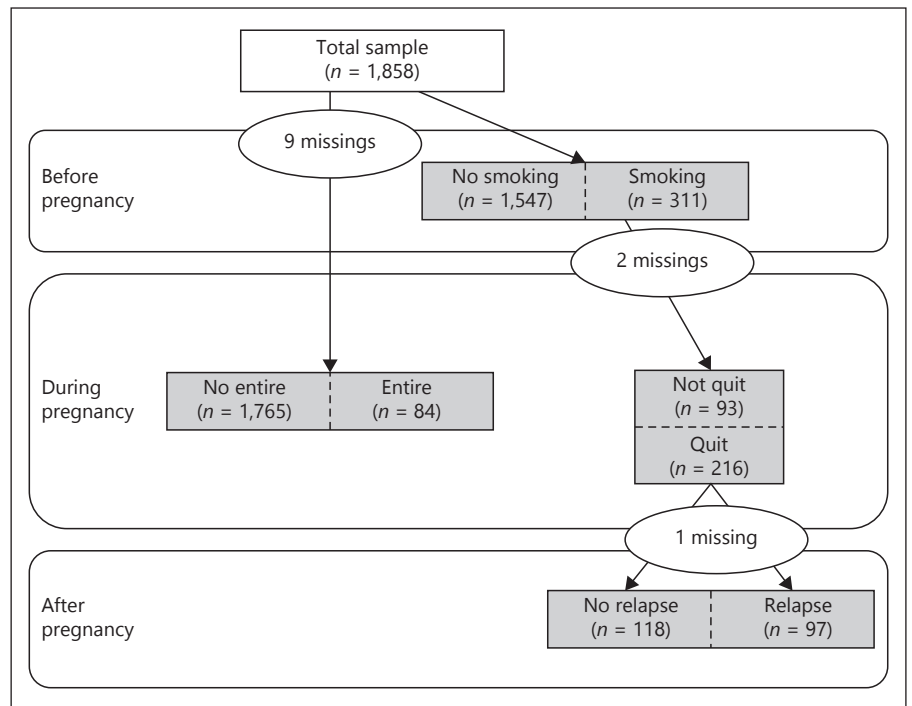 Total sample
(n = 1,858)
9 missings
Before
pregnancy
No smoking
(n = 1,547)
Smoking
(n = 311)
2 missings
During
pregnancy
No entire
(n = 1,765)
Entire
(n = 84)
Not quit
(n = 93)
Quit
(n = 216)
1 missing
After
pregnancy
No relapse
(n = 118)
Relapse
(n = 97)